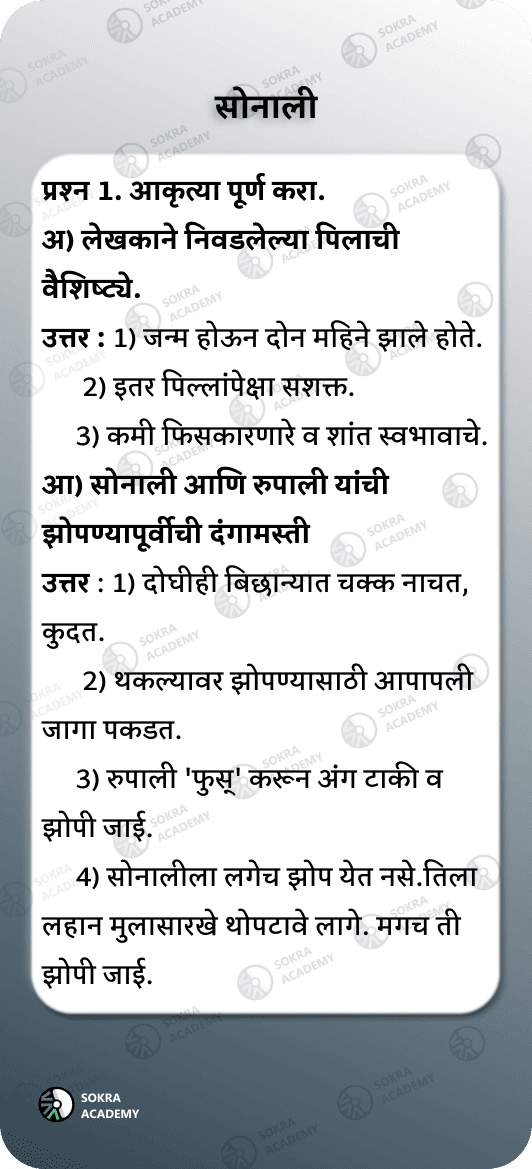 सोनाली
प्रश्न 1. आकृत्या पूर्ण करा.
अ) लेखकाने निवडलेल्या पिलाची
वैशिष्ट्ये.
उत्तर : 1) जन्म होऊन दोन महिने झाले होते.
2) इतर पिल्लांपेक्षा सशक्त.
3) कमी फिसकारणारे व शांत स्वभावाचे.
आ) सोनाली आणि रुपाली यांची
झोपण्यापूर्वीची दंगामस्ती
उत्तर : 1) दोघीही बिछान्यात चक्क नाचत,
कुदत.
2) थकल्यावर झोपण्यासाठी आपापली
जागा पकडत.
3) रुपाली 'फुस्' करून अंग टाकी व
झोपी जाई.
4) सोनालीला लगेच झोप येत नसे.तिला
लहान मुलासारखे थोपटावे लागे. मगच ती
झोपी जाई.
SOKRA
ACADEMY